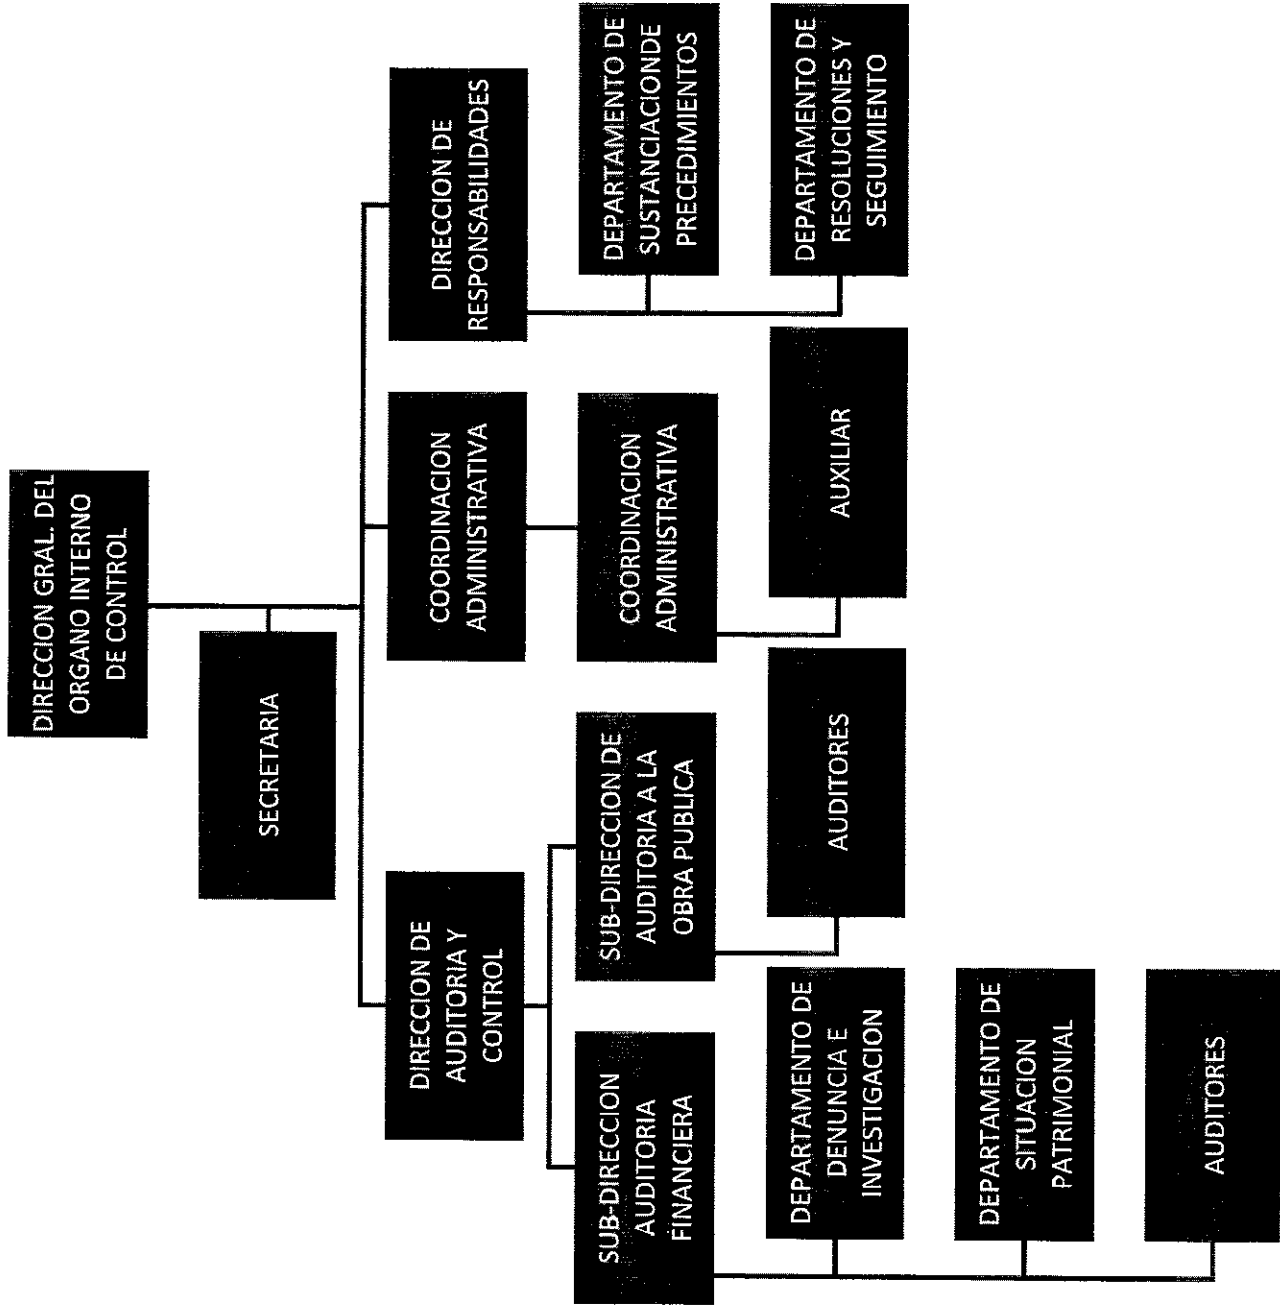 DIRECCION GRAL. DEL
ORGANO INTERNO
DE CONTROL
SECRETARIA
DIRECCION DE
AUDITORIA Y
CONTROL
SUB-DIRECCION
AUDITORIA
FINANCIERA
DEPARTAMENTO DE
DENUNCIA E
INVESTIGACION
DEPARTAMENTO DE
SITUACION
PATRIMONIAL
AUDITORES
SUB-DIRECCION DE
AUDITORIA A LA
OBRA PUBLICA
AUDITORES
COORDINACION
ADMINISTRATIVA
COORDINACION
ADMINISTRATIVA
AUXILIAR
DIRECCION DE
RESPONSABILIDADES
DEPARTAMENTO DE
SUSTANCIACIONDE
PRECEDIMIENTOS
DEPARTAMENTO DE
RESOLUCIONES Y
SEGUIMIENTO